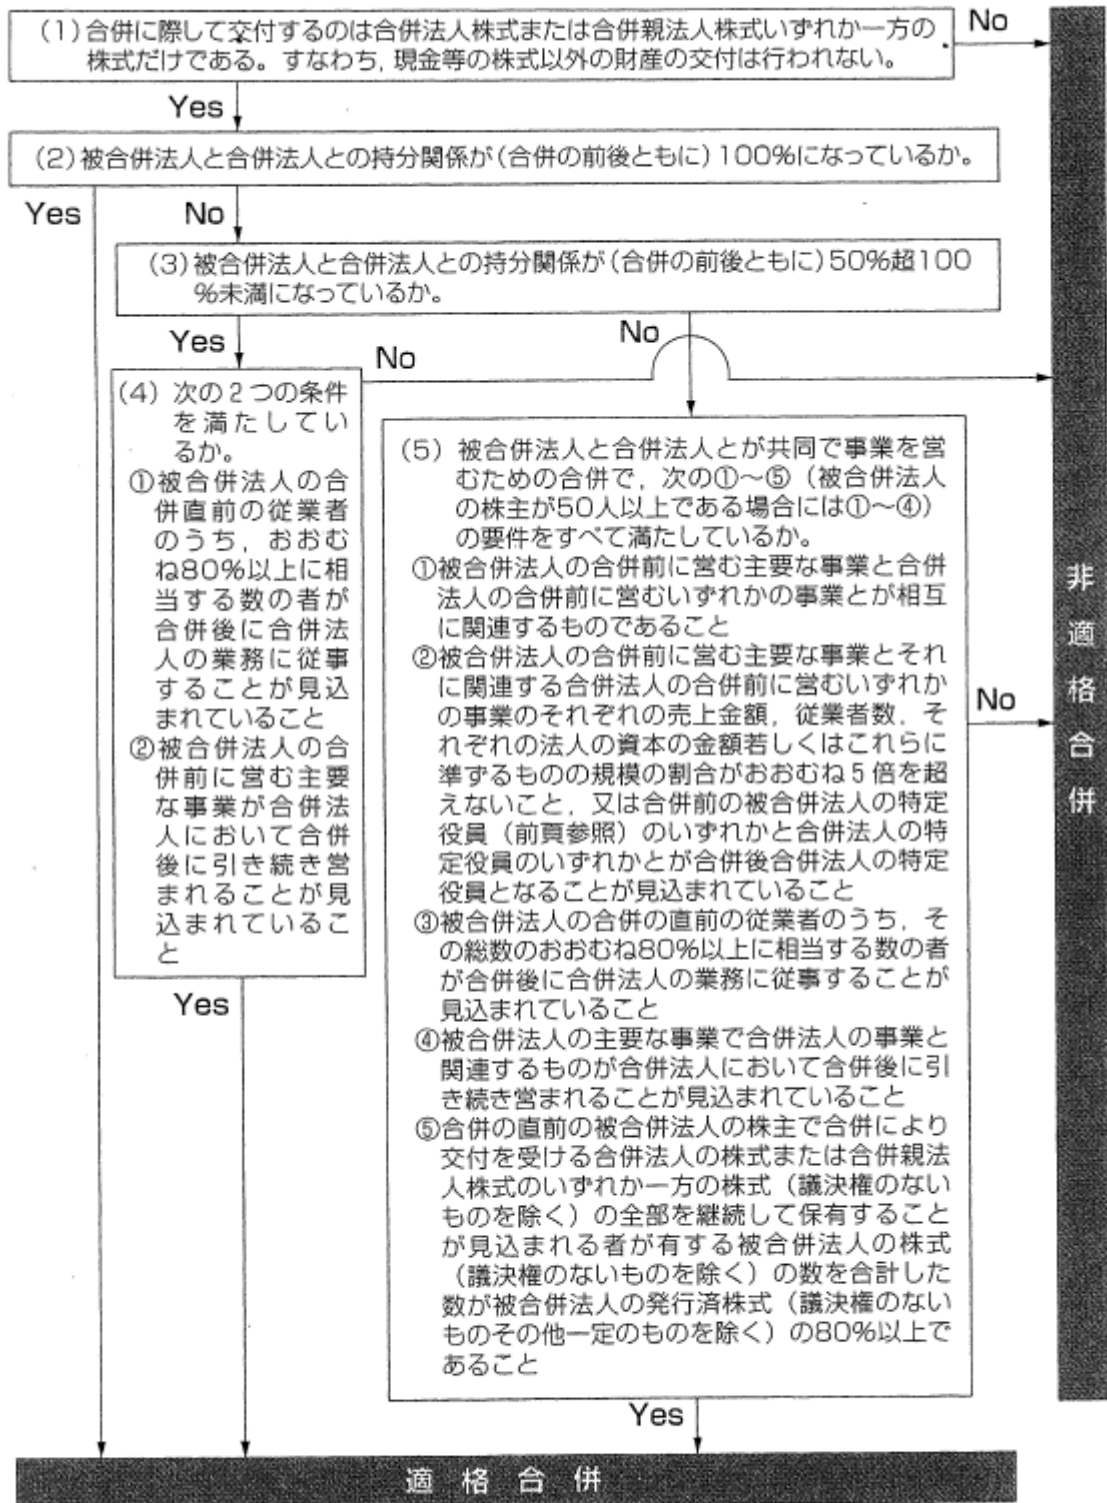 (1)合併に際して交付するのは合併法人株式または合併親法人株式いずれか一方の
株式だけである。すなわち,現金等の株式以外の財産の交付は行われない。
No
Yes
(2)被合併法人と合併法人との持分関係が(合併の前後ともに)100%になっているか。
Yes
No
(3)被合併法人と合併法人との持分関係が(合併の前後ともに)50%超100
%未満になっているか。
Yes
No
No
(4) 次の2つの条件
を満たしてい
るか。
①被合併法人の合
併直前の従業者
のうち,おおむ
ね80%以上に相
当する数の者が
合併後に合併法
人の業務に従事
することが見込
まれていること
②被合併法人の合
併前に営む主要
な事業が合併法
人において合併
後に引き続き営
まれることが見
込まれているこ
と
Yes
(5) 被合併法人と合併法人とが共同で事業を営
むための合併で,次の①〜⑤(被合併法人
の株主が50人以上である場合には①〜④)
の要件をすべて満たしているか。
①被合併法人の合併前に営む主要な事業と合併
法人の合併前に営むいずれかの事業とが相互
に関連するものであること
②被合併法人の合併前に営む主要な事業とそれ
に関連する合併法人の合併前に営むいずれか
の事業のそれぞれの売上金額,従業者数,そ
れぞれの法人の資本の金額若しくはこれらに
準ずるものの規模の割合がおおむね5倍を超
えないこと,又は合併前の被合併法人の特定
役員(前頁参照)のいずれかと合併法人の特
定役員のいずれかとが合併後合併法人の特定
役員となることが見込まれていること
③被合併法人の合併の直前の従業者のうち,そ
の総数のおおむね80%以上に相当する数の者
が合併後に合併法人の業務に従事することが
見込まれていること
④被合併法人の主要な事業で合併法人の事業と
関連するものが合併法人において合併後に引
き続き営まれることが見込まれていること
⑤合併の直前の被合併法人の株主で合併により
交付を受ける合併法人の株式または合併親法
人株式のいずれか一方の株式(議決権のない
ものを除く)の全部を継続して保有すること
が見込まれる者が有する被合併法人の株式
(議決権のないものを除く)の数を合計した
数が被合併法人の発行済株式(議決権のない
ものその他一定のものを除く)の80%以上で
あること
No
Yes
非適格合併
適格合併